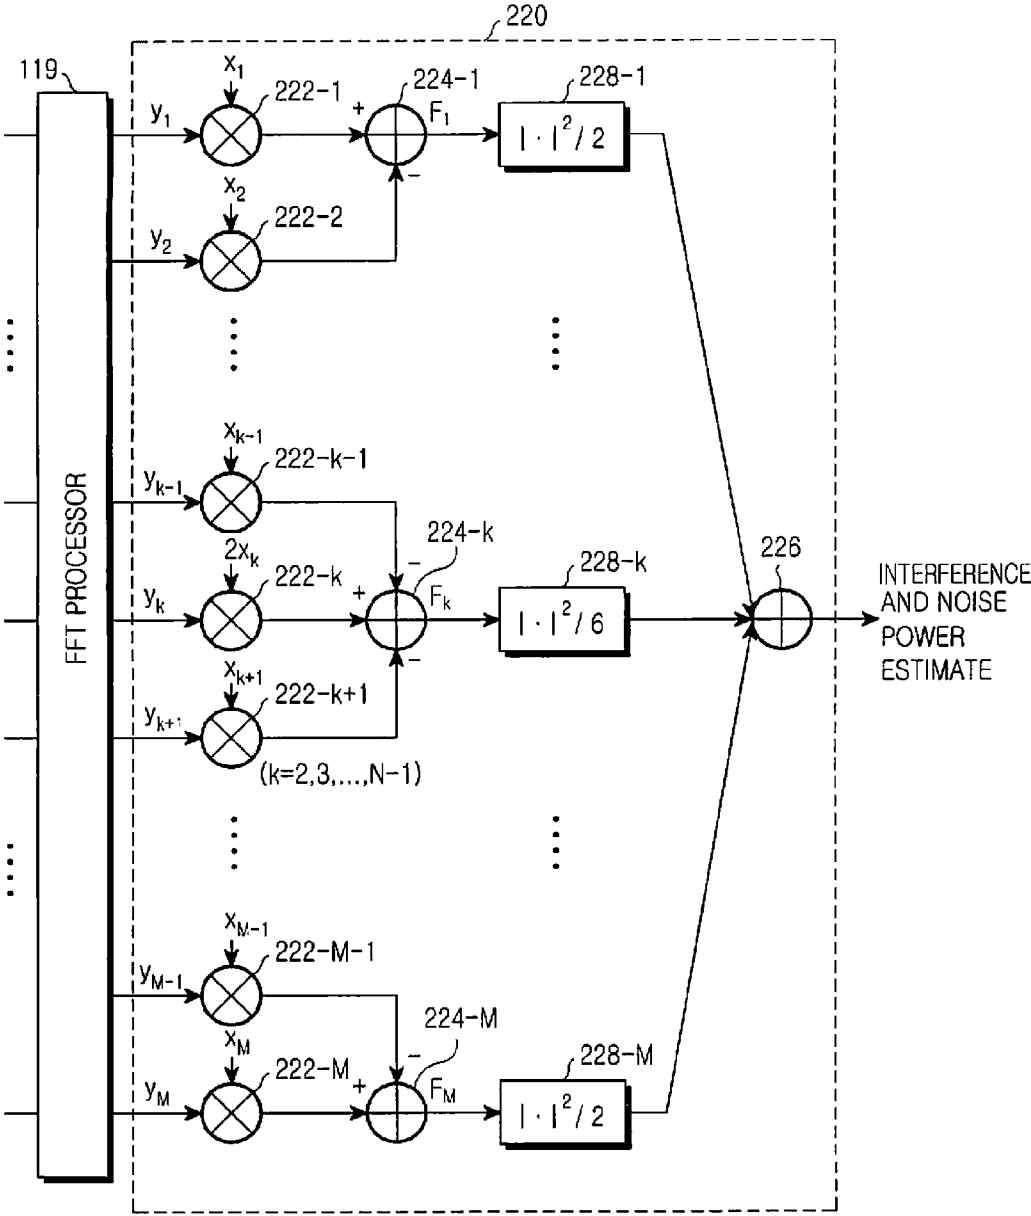 220
119
x1
222-1
224-1
228-1
y1
+
F1
| · |²/ 2
−
x2
222-2
y2
xk-1
222-k-1
yk-1
224-k
−
2xk
222-k
228-k
226
yk
+
Fk
| · |²/ 6
INTERFERENCE
AND NOISE
POWER
ESTIMATE
−
xk+1
222-k+1
yk+1
(k=2,3,...,N-1)
FFT PROCESSOR
xM-1
222-M-1
yM-1
224-M
−
xM
222-M
228-M
yM
+
FM
| · |²/ 2